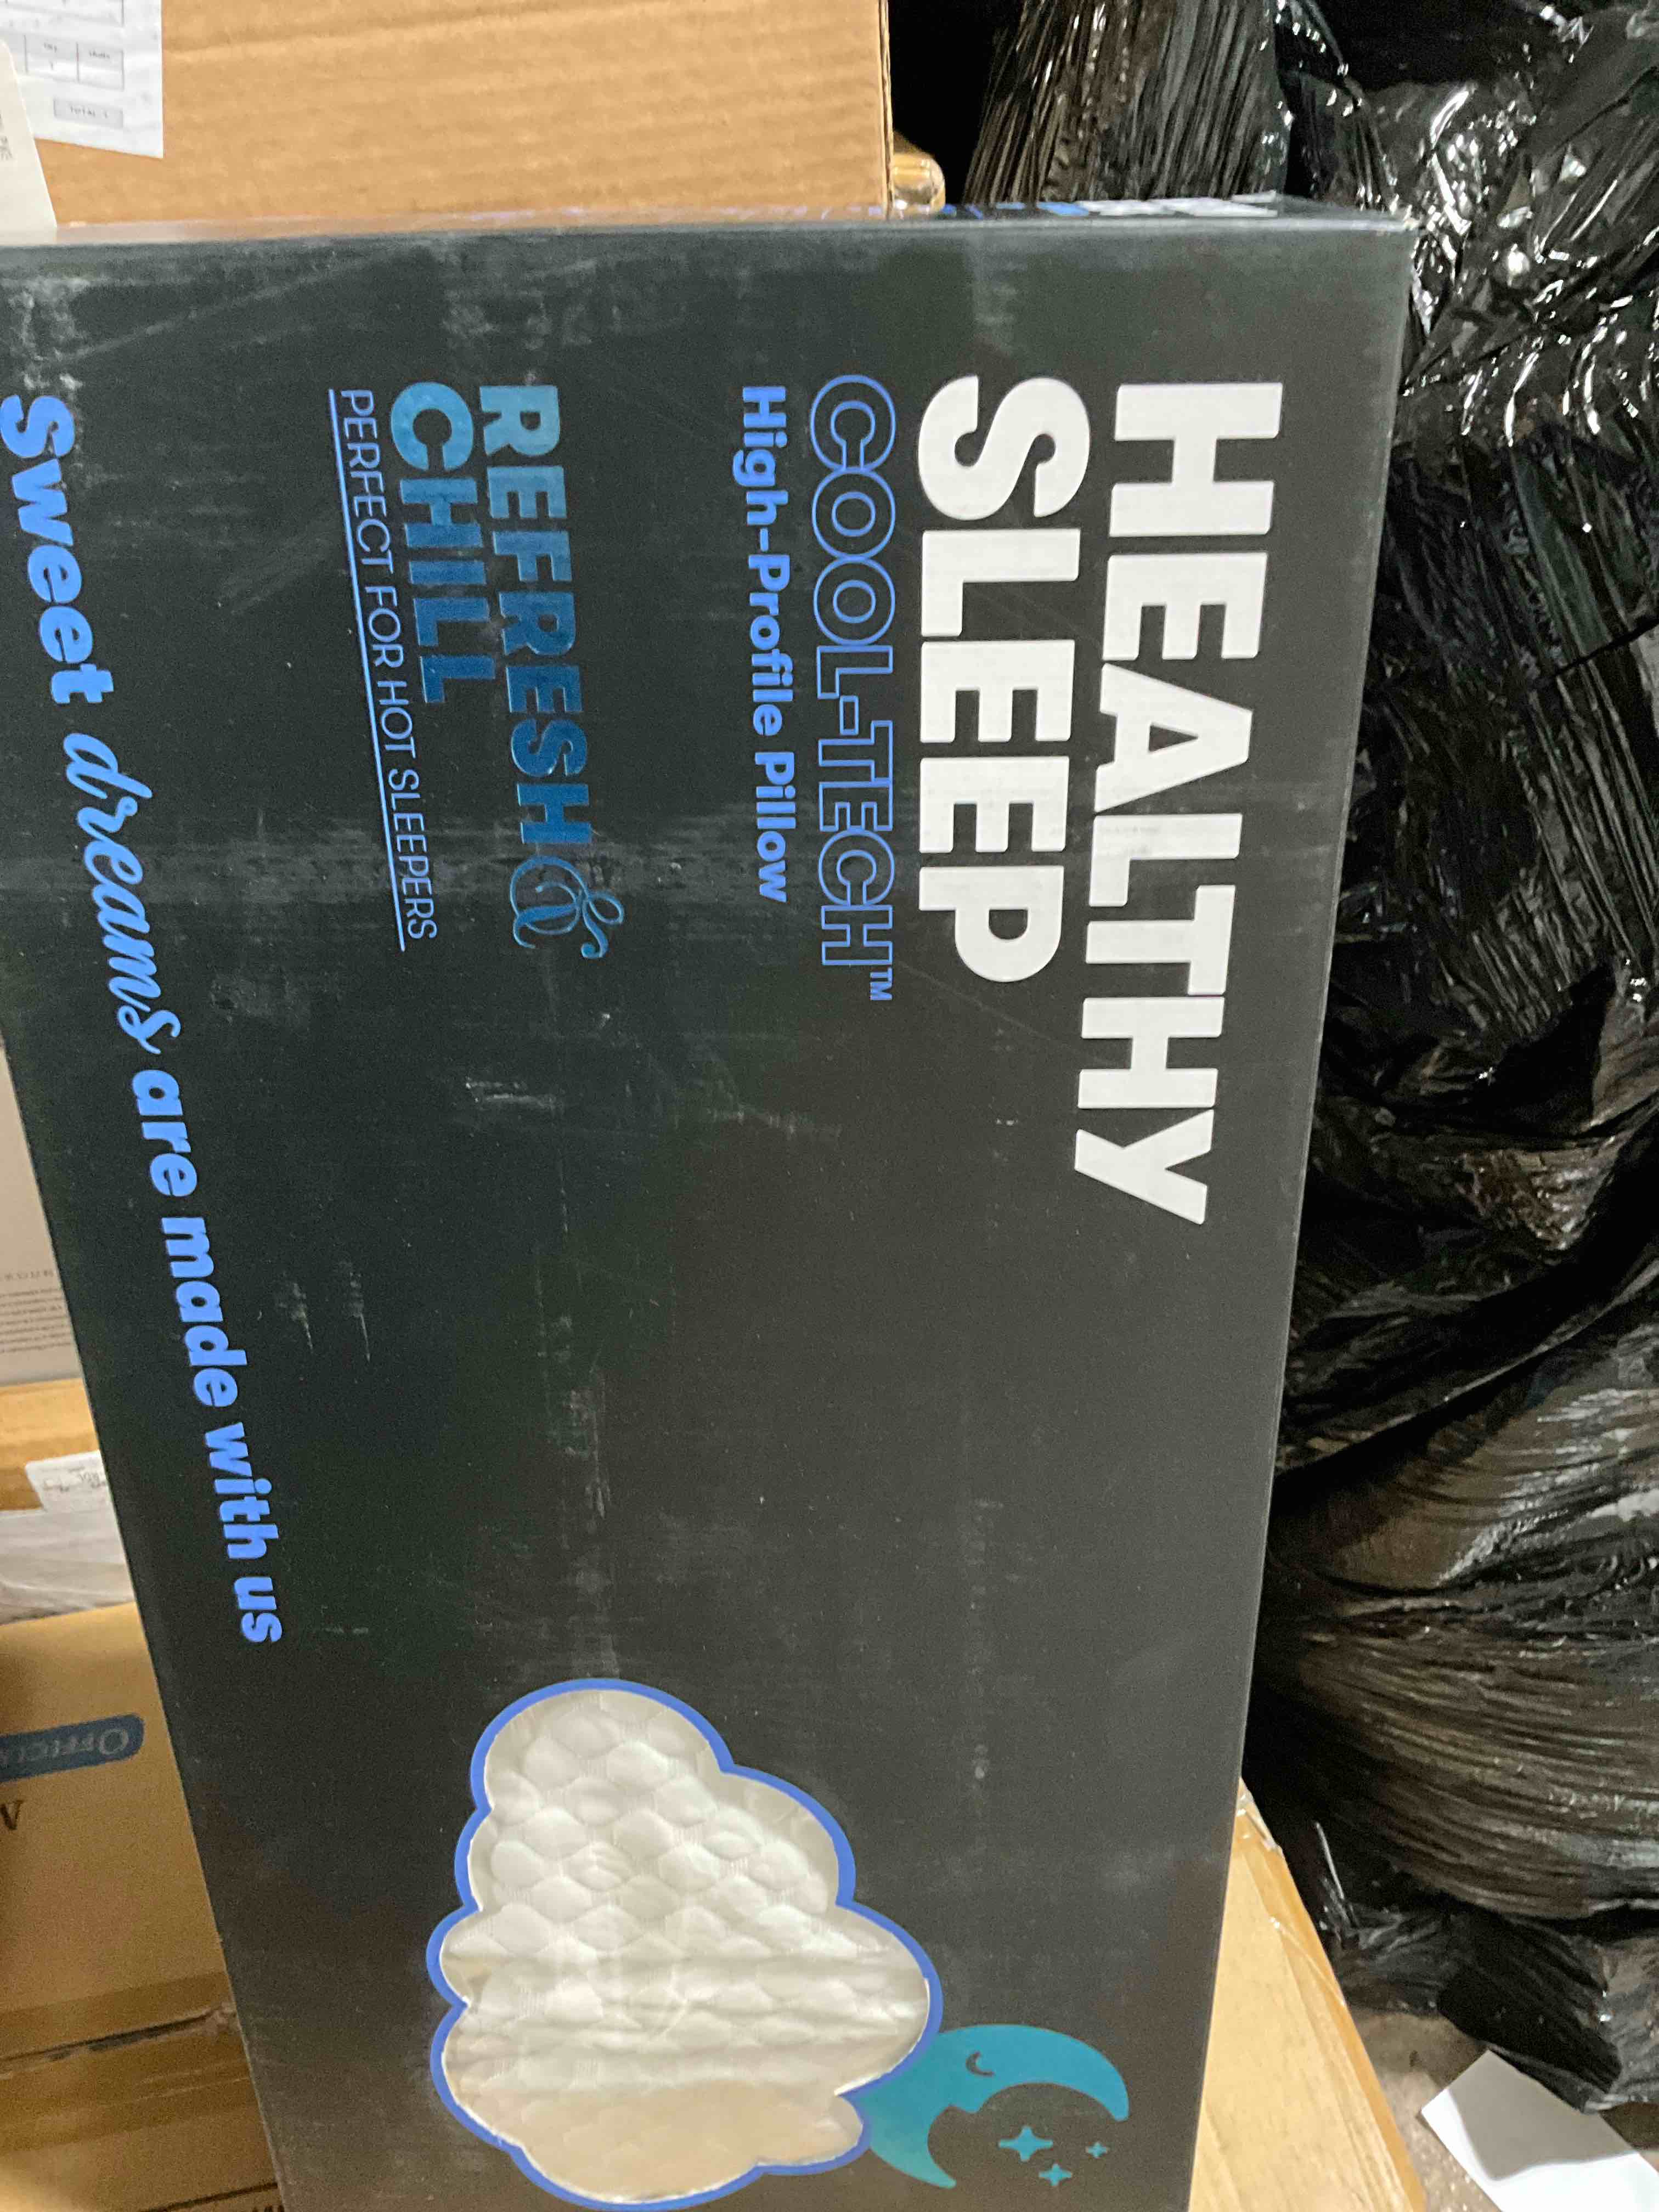 HEALTHY
SLEEP
COOL-TECH™
High-Profile Pillow
REFRESH &
CHILL
PERFECT FOR HOT SLEEPERS
Sweet dreams are made with us